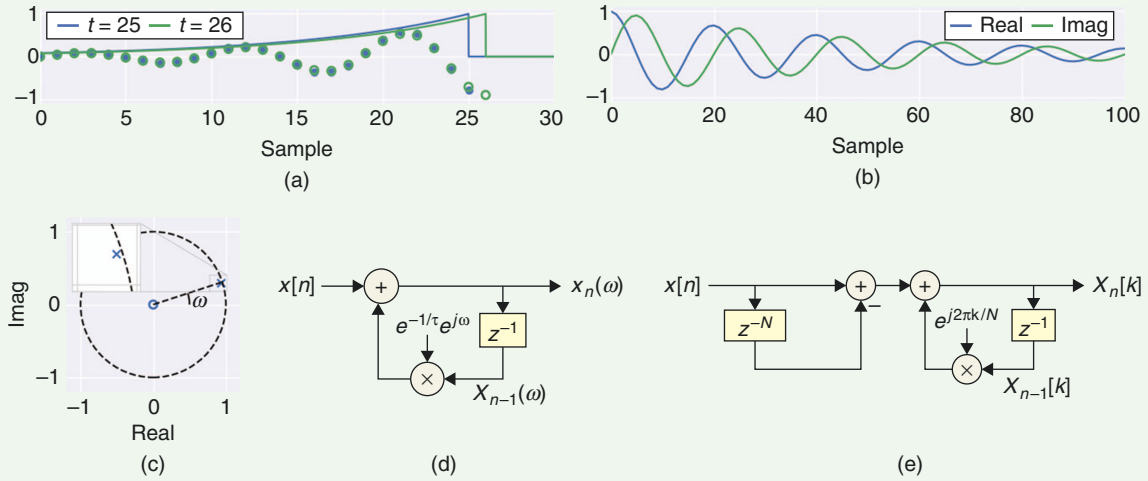 t = 25 t = 26
1
0
−1
0 5 10 15 20 25 30
Sample
(a)
Real Imag
1
0
−1
0 20 40 60 80 100
Sample
(b)
1
0
−1
Imag
ω
−1 0 1
Real
(c)
x[n] + xₙ(ω)
e^{−1/τ}e^{jω} z^{−1}
×
Xₙ₋₁(ω)
(d)
x[n] + + Xₙ[k]
−
z^{−N} e^{j2πk/N} z^{−1}
×
Xₙ₋₁[k]
(e)